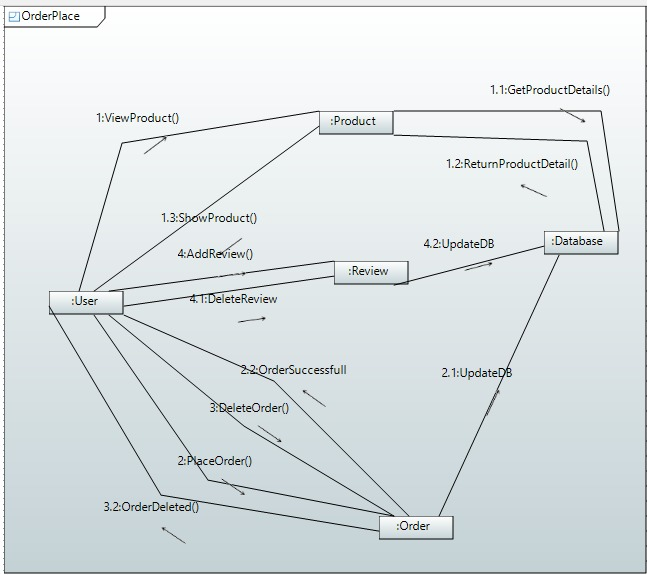 OrderPlace
1.1:GetProductDetails()
1:ViewProduct()
:Product
1.2:ReturnProductDetail()
1.3:ShowProduct()
4:AddReview()
4.2:UpdateDB
:Database
:Review
:User
4.1:DeleteReview
2.2:OrderSuccessfull
2.1:UpdateDB
3:DeleteOrder()
2:PlaceOrder()
3.2:OrderDeleted()
:Order